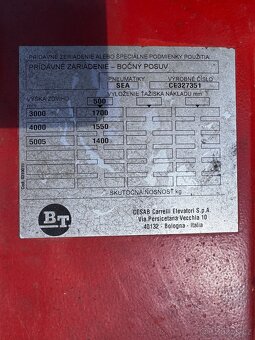 PRÍDAVNÉ ZARIADENIE ALEBO ŠPECIÁLNE PODMIENKY POUŽITIA:
PRÍDAVNÉ ZARIADENIE - BOČNÝ POSUV
PNEUMATIKY VÝROBNÉ ČÍSLO
SEA CE327351
VÝŠKA ZDVIHU VYLOŽENIE ŤAŽISKA NÁKLADU mm
mm 500
3000 1700
4000 1550
5005 1400
SKUTOČNÁ NOSNOSŤ kg
BT
CESAB Carrelli Elevatori S.p.A.
Via Persicetana Vecchia 10
40132 - Bologna - Italia